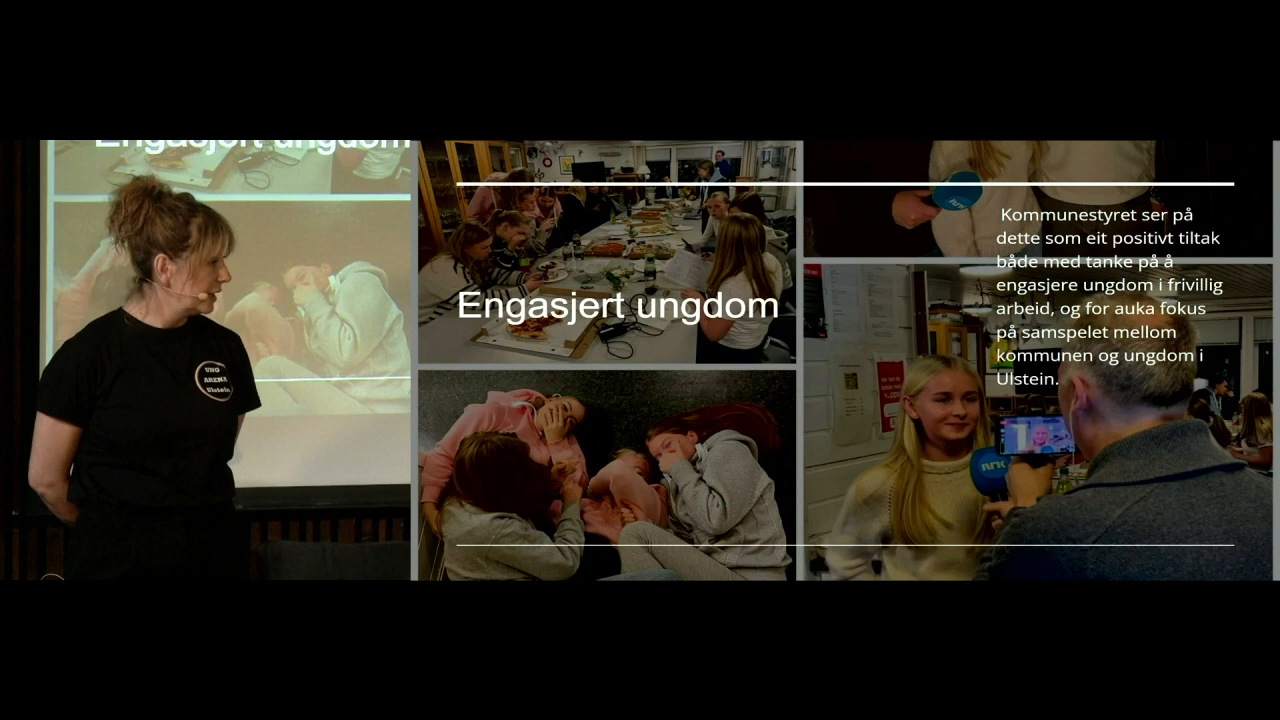 Engasjert ungdom
UNG
ARENA
Ulstein
Engasjert ungdom
NRK
Kommunestyret ser på
dette som eit positivt tiltak
både med tanke på å
engasjere ungdom i frivillig
arbeid, og for auka fokus
på samspelet mellom
kommunen og ungdom i
Ulstein.
NRK